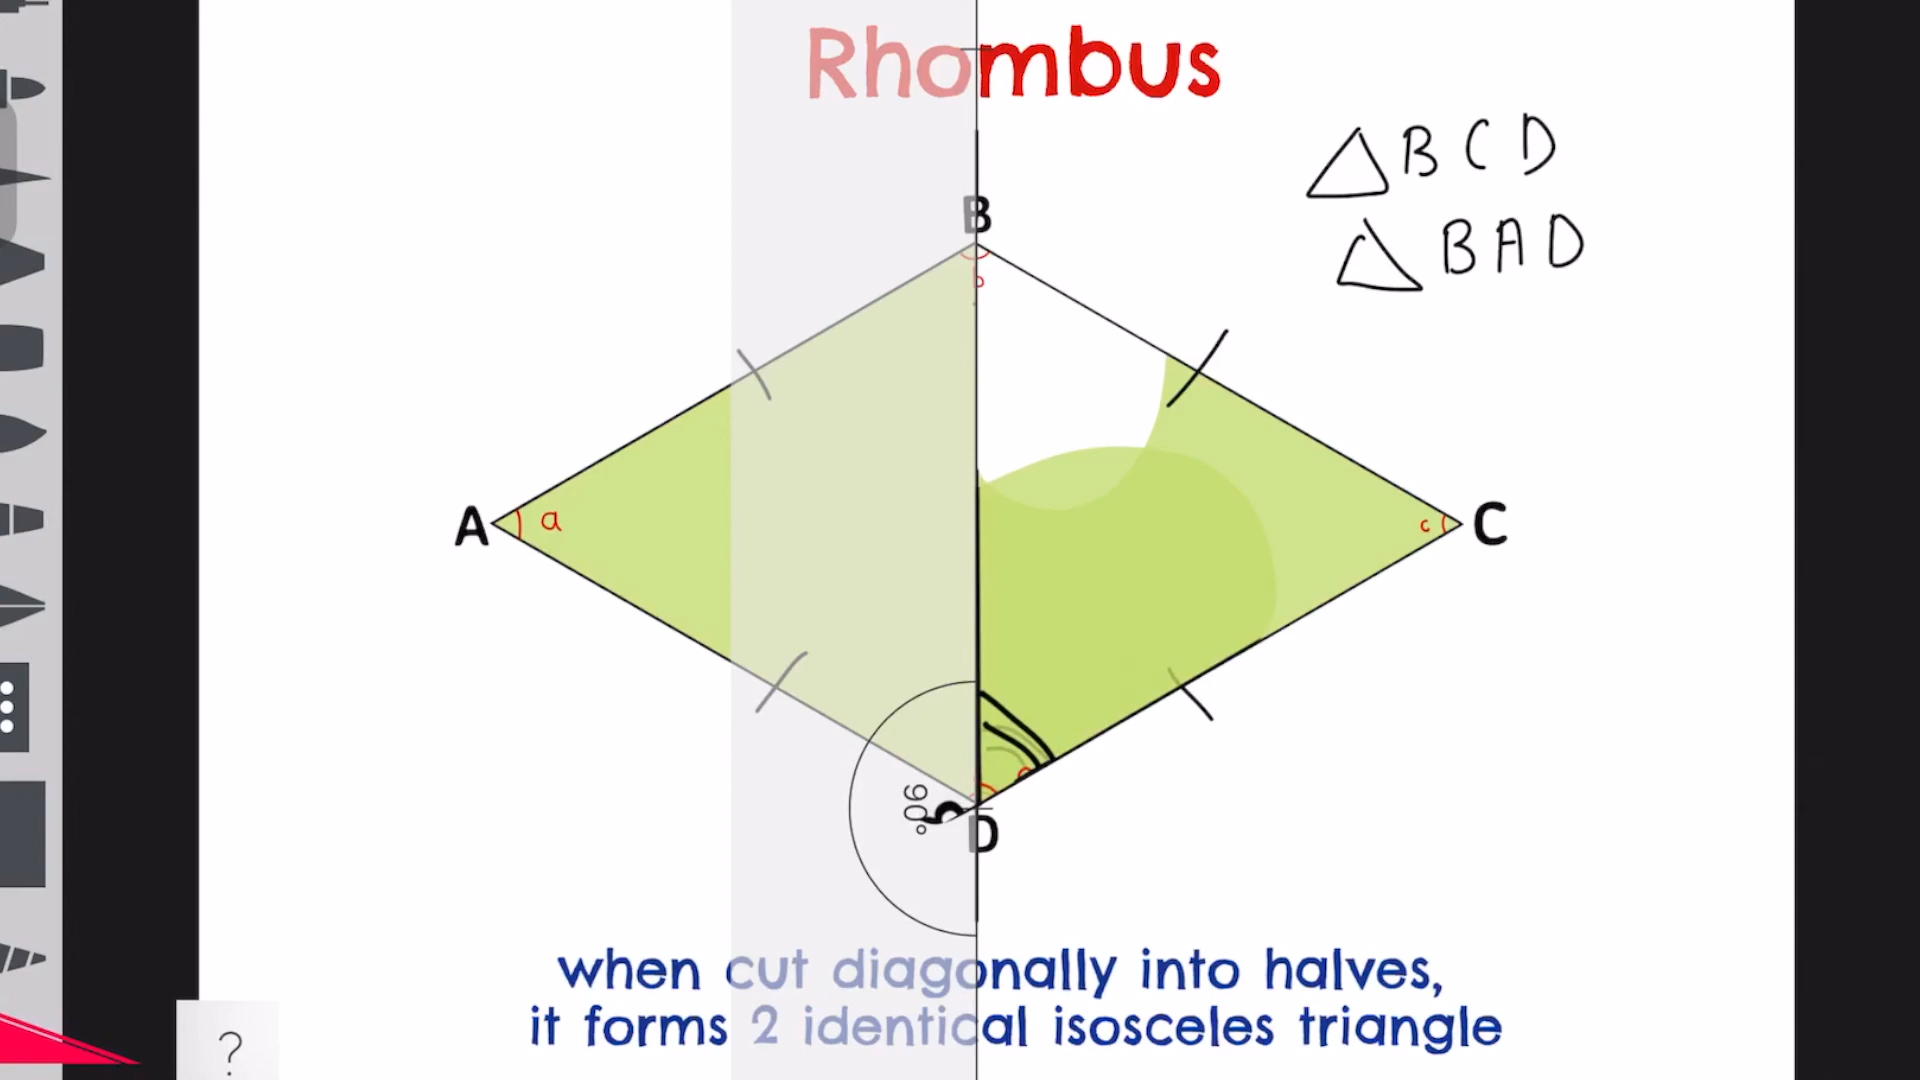 Rhombus
△BCD
△BAD
B
b
A a
c C
90°
D
when cut diagonally into halves,
it forms 2 identical isosceles triangle
?